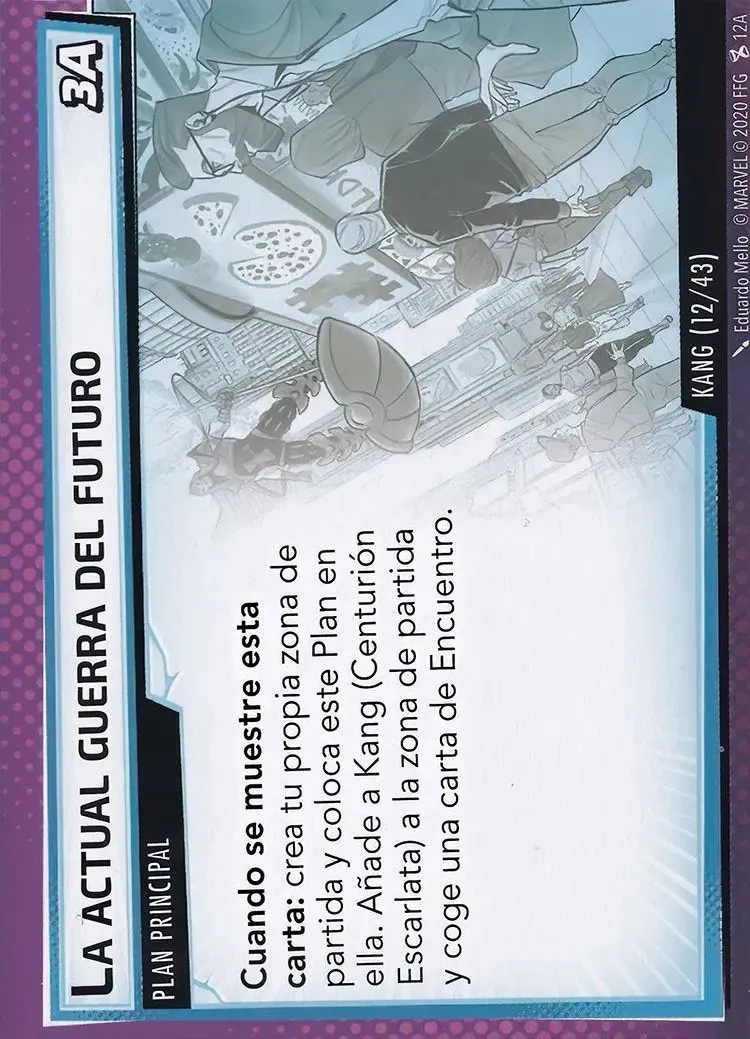 LA ACTUAL GUERRA DEL FUTURO
3A
PLAN PRINCIPAL
Cuando se muestre esta
carta: crea tu propia zona de
partida y coloca este Plan en
ella. Añade a Kang (Centurión
Escarlata) a la zona de partida
y coge una carta de Encuentro.
KANG (12/43)
Eduardo Mello © MARVEL © 2020 FFG 12A